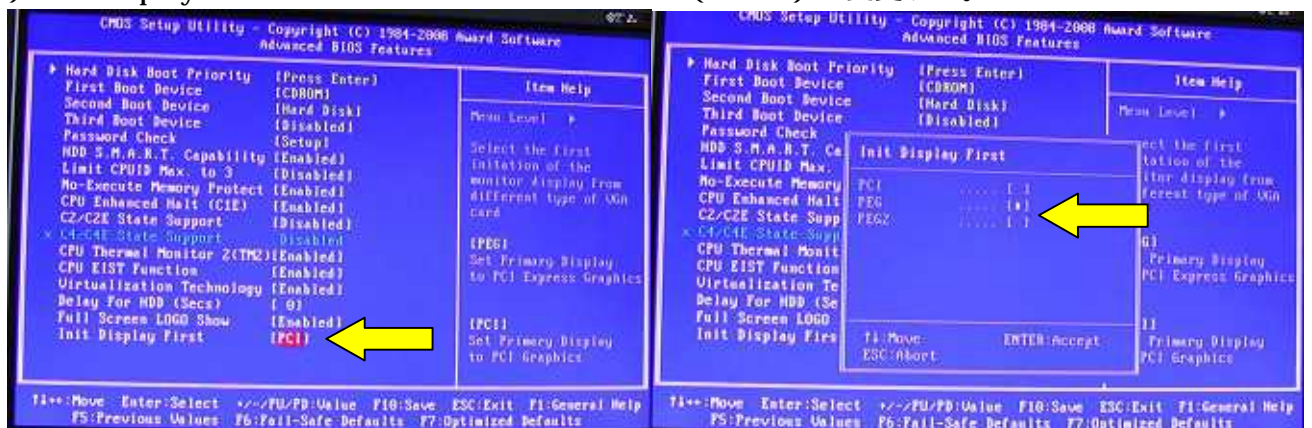 CMOS Setup Utility - Copyright (C) 1984-2008 Award Software
Advanced BIOS Features
Hard Disk Boot Priority [Press Enter]
First Boot Device [CDROM]
Second Boot Device [Hard Disk]
Third Boot Device [Disabled]
Password Check [Setup]
HDD S.M.A.R.T. Capability [Enabled]
Limit CPUID Max. to 3 [Disabled]
No-Execute Memory Protect [Enabled]
CPU Enhanced Halt (C1E) [Enabled]
C2/C2E State Support [Disabled]
x C4/C4E State Support Disabled
CPU Thermal Monitor 2(TM2) [Enabled]
CPU EIST Function [Enabled]
Virtualization Technology [Enabled]
Delay For HDD (Secs) [ 0]
Full Screen LOGO Show [Enabled]
Init Display First [PCI]
Item Help
Menu Level
Select the first
initation of the
monitor display from
different type of VGA
card
[PEG]
Set Primary Display
to PCI Express Graphics
[PCI]
Set Primary Display
to PCI Graphics
:Move Enter:Select +/-/PU/PD:Value F10:Save ESC:Exit F1:General Help
F5:Previous Values F6:Fail-Safe Defaults F7:Optimized Defaults
CMOS Setup Utility - Copyright (C) 1984-2008 Award Software
Advanced BIOS Features
Hard Disk Boot Priority [Press Enter]
First Boot Device [CDROM]
Second Boot Device [Hard Disk]
Third Boot Device [Disabled]
Password Check
HDD S.M.A.R.T. Ca
Limit CPUID Max.
No-Execute Memory
CPU Enhanced Halt
C2/C2E State Supp
x C4/C4E State Supp
CPU Thermal Monit
CPU EIST Function
Virtualization Te
Delay For HDD (Se
Full Screen LOGO
Init Display Firs
Init Display First
PCI ..... [ ]
PEG ..... [▪]
PEG2 ..... [ ]
↑↓:Move ENTER:Accept
ESC:Abort
Item Help
Menu Level
ect the first
tation of the
itor display from
ferent type of VGA
G]
Primary Display
PCI Express Graphics
I]
Primary Display
PCI Graphics
:Move Enter:Select +/-/PU/PD:Value F10:Save ESC:Exit F1:General Help
F5:Previous Values F6:Fail-Safe Defaults F7:Optimized Defaults